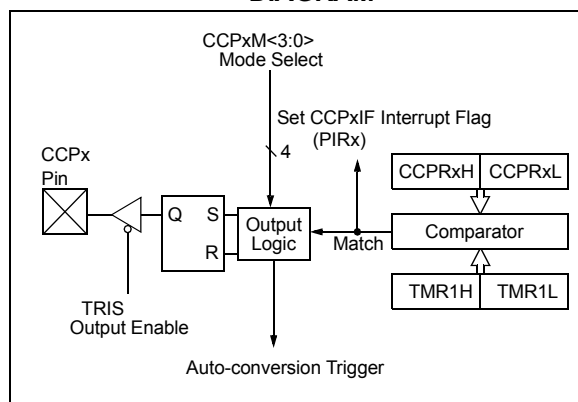 DIAGRAM
CCPxM<3:0>
Mode Select
Set CCPxIF Interrupt Flag
(PIRx)
4
CCPx
Pin
CCPRxH CCPRxL
Q S
R
Output
Logic
Match
Comparator
TRIS
Output Enable
TMR1H TMR1L
Auto-conversion Trigger